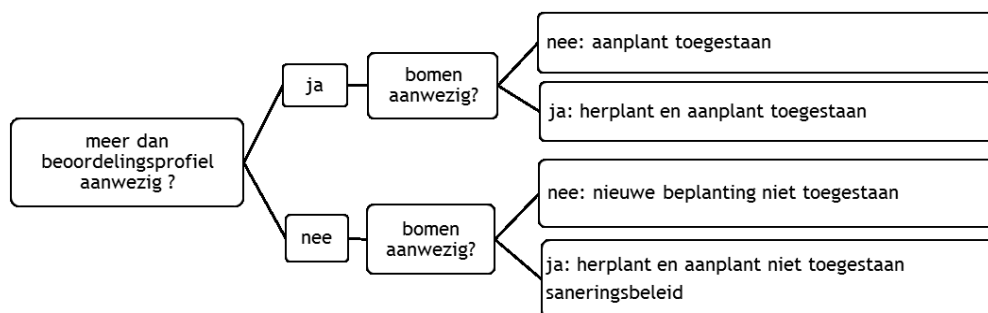 meer dan
beoordelingsprofiel
aanwezig ?
ja
bomen
aanwezig?
nee: aanplant toegestaan
ja: herplant en aanplant toegestaan
nee
bomen
aanwezig?
nee: nieuwe beplanting niet toegestaan
ja: herplant en aanplant niet toegestaan
saneringsbeleid